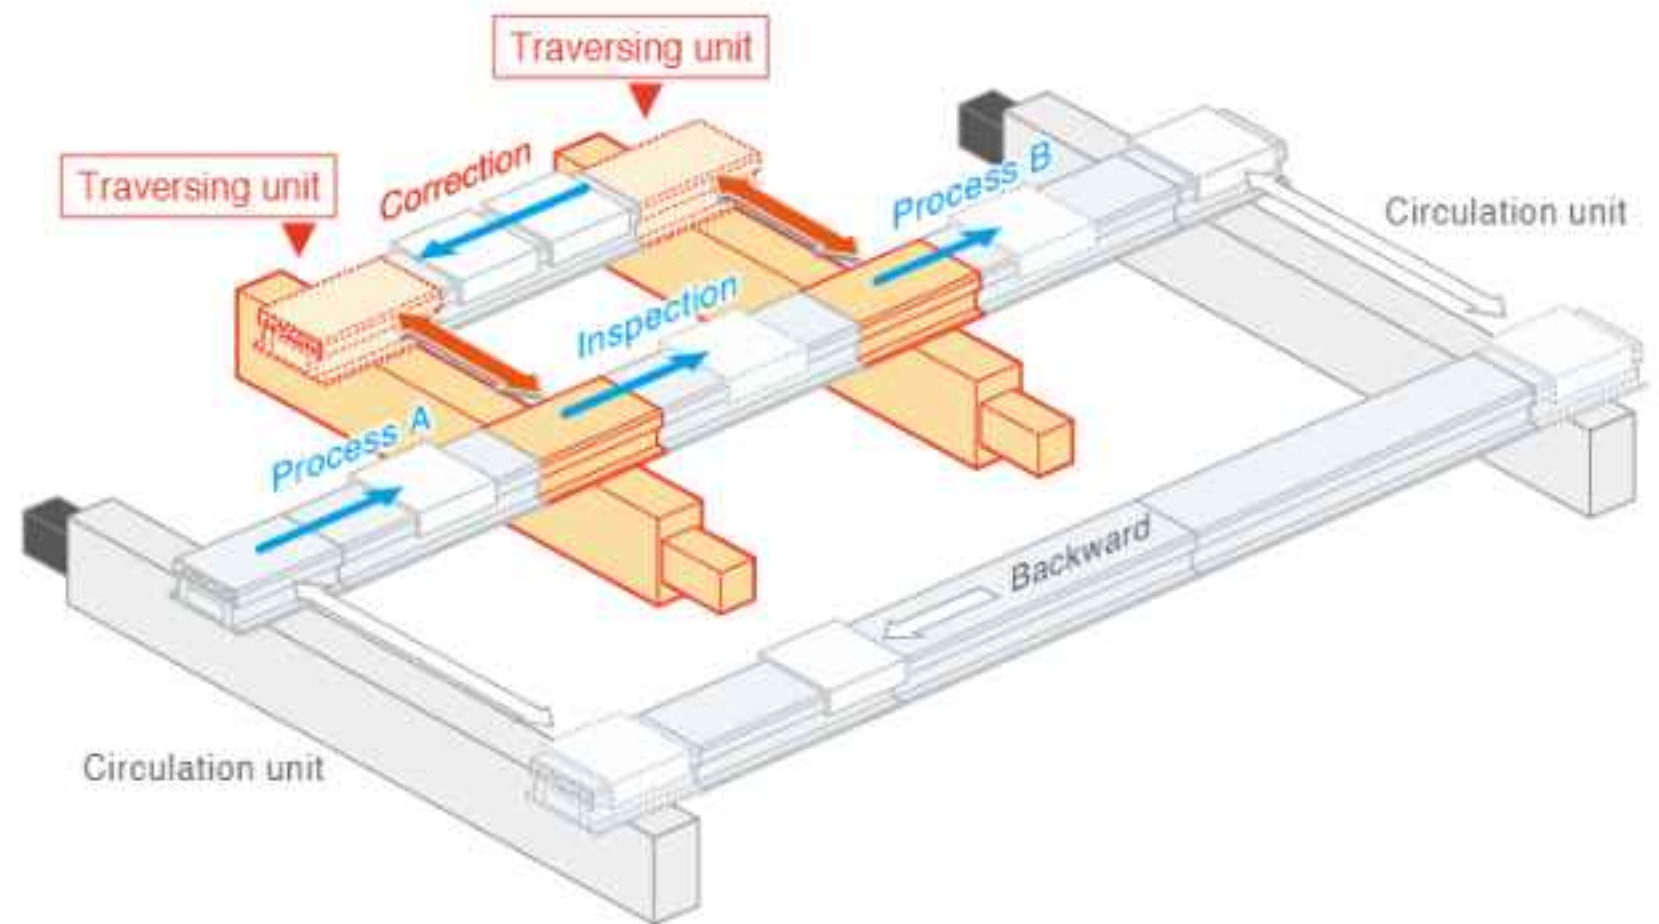 Traversing unit
Traversing unit
Correction
Process B
Circulation unit
Inspection
Process A
Backward
Circulation unit